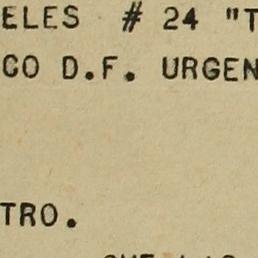 ELES # 24 "T
CO D.F. URGEN
TRO.